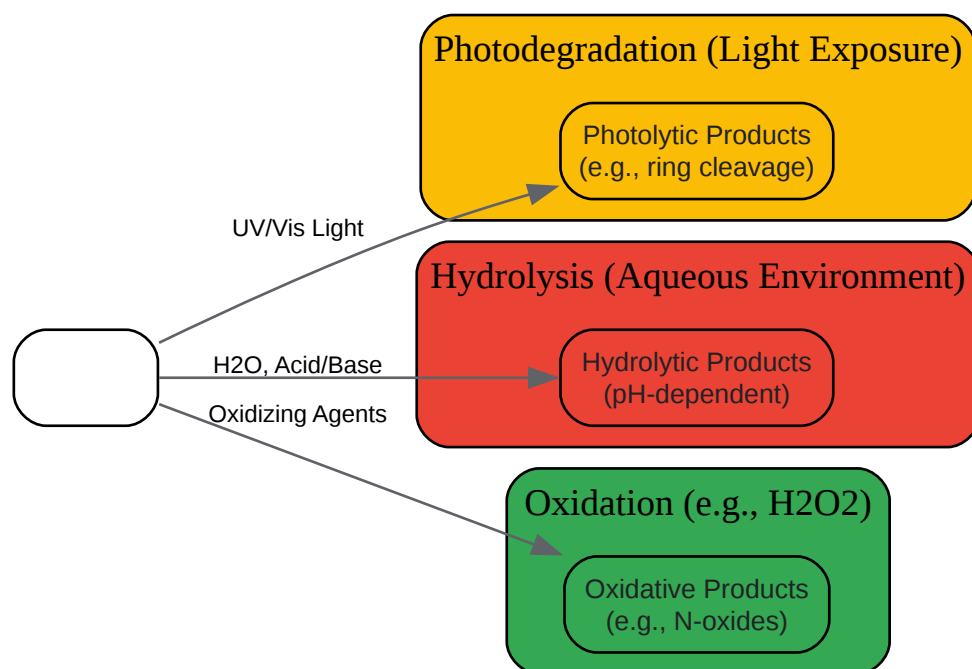 Photodegradation (Light Exposure)
Photolytic Products
(e.g., ring cleavage)
UV/Vis Light
Hydrolysis (Aqueous Environment)
H2O, Acid/Base
Hydrolytic Products
(pH-dependent)
Oxidizing Agents
Oxidation (e.g., H2O2)
Oxidative Products
(e.g., N-oxides)